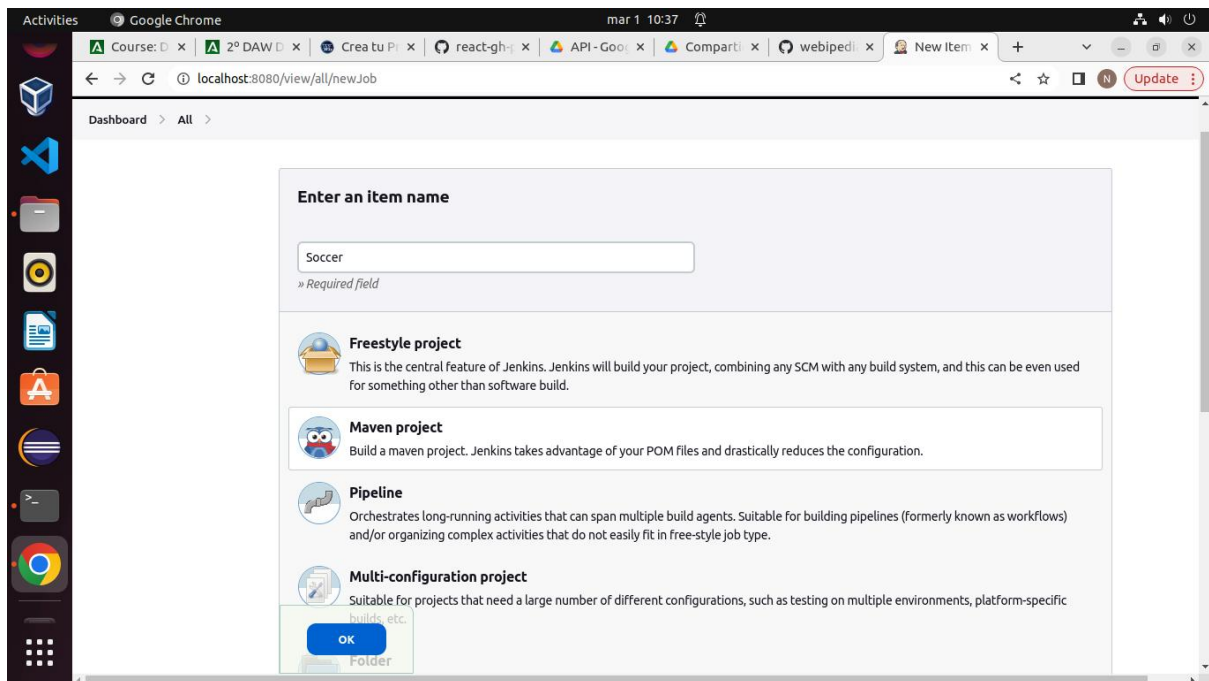 Activities
Google Chrome
mar 1 10:37
Course: D
2º DAW D
Crea tu Pr
react-gh-p
API - Goog
Compartir
webipedia
New Item
localhost:8080/view/all/newJob
N
Update
Dashboard > All >
Enter an item name
Soccer
» Required field
Freestyle project
This is the central feature of Jenkins. Jenkins will build your project, combining any SCM with any build system, and this can be even used
for something other than software build.
Maven project
Build a maven project. Jenkins takes advantage of your POM files and drastically reduces the configuration.
Pipeline
Orchestrates long-running activities that can span multiple build agents. Suitable for building pipelines (formerly known as workflows)
and/or organizing complex activities that do not easily fit in free-style job type.
Multi-configuration project
Suitable for projects that need a large number of different configurations, such as testing on multiple environments, platform-specific
builds, etc.
OK
Folder